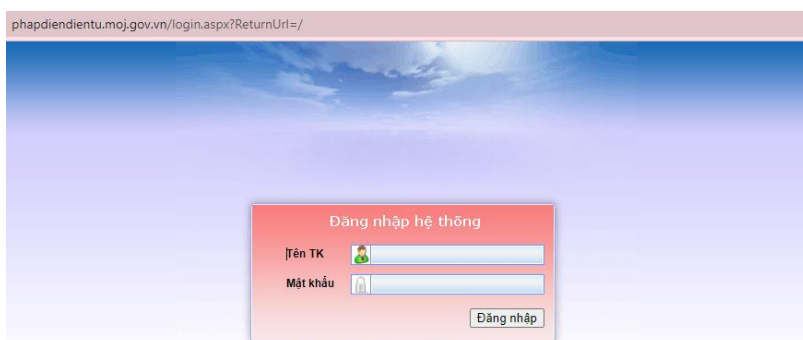 phapdiendientu.moj.gov.vn/login.aspx?ReturnUrl=/
Đăng nhập hệ thống
Tên TK
Mật khẩu
Đăng nhập